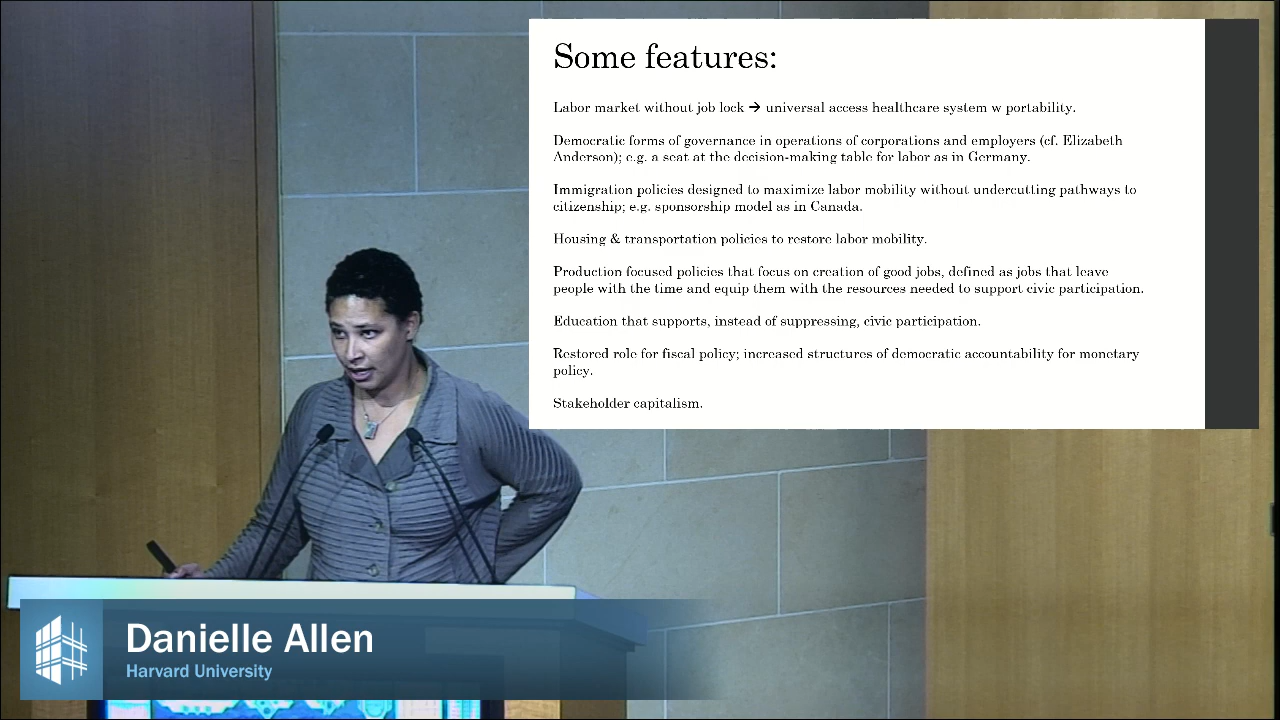 Some features:
Labor market without job lock → universal access healthcare system w portability.
Democratic forms of governance in operations of corporations and employers (cf. Elizabeth
Anderson); e.g. a seat at the decision-making table for labor as in Germany.
Immigration policies designed to maximize labor mobility without undercutting pathways to
citizenship; e.g. sponsorship model as in Canada.
Housing & transportation policies to restore labor mobility.
Production focused policies that focus on creation of good jobs, defined as jobs that leave
people with the time and equip them with the resources needed to support civic participation.
Education that supports, instead of suppressing, civic participation.
Restored role for fiscal policy; increased structures of democratic accountability for monetary
policy.
Stakeholder capitalism.
Danielle Allen
Harvard University